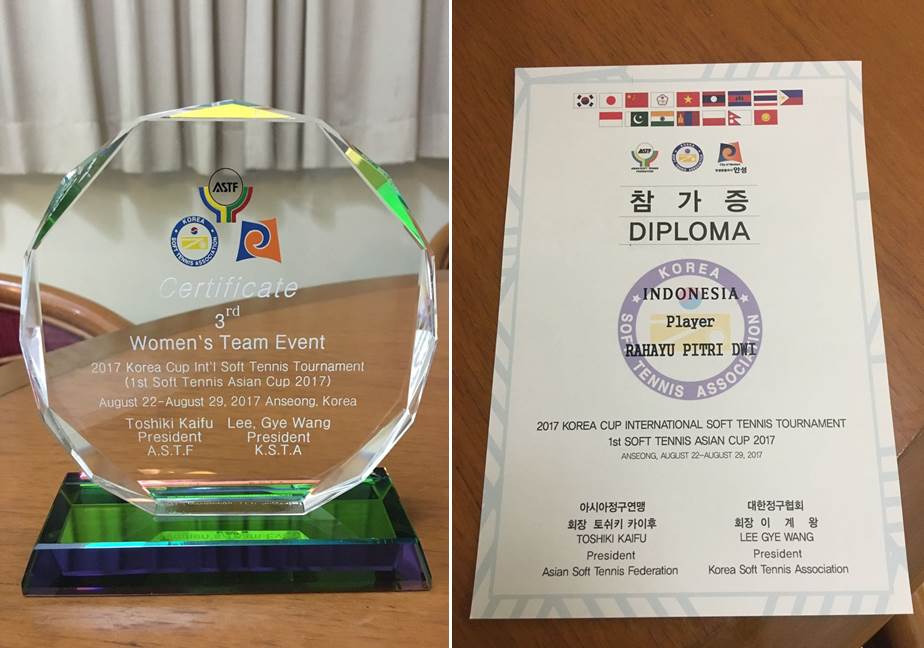 ASTF
KOREA
SOFT TENNIS ASSOCIATION
Certificate
3rd
Women's Team Event
2017 Korea Cup Int'l Soft Tennis Tournament
(1st Soft Tennis Asian Cup 2017)
August 22-August 29, 2017 Anseong, Korea
Toshiki Kaifu Lee, Gye Wang
President President
A.S.T.F K.S.T.A
ASTF
안성
참가증
DIPLOMA
KOREA
SOFT TENNIS ASSOCIATION
INDONESIA
Player
RAHAYU PITRI DWI
2017 KOREA CUP INTERNATIONAL SOFT TENNIS TOURNAMENT
1st SOFT TENNIS ASIAN CUP 2017
ANSEONG, AUGUST 22-AUGUST 29, 2017
아시아정구연맹 대한정구협회
회장 토쉬키 카이후 회장 이 계 왕
TOSHIKI KAIFU LEE GYE WANG
President President
Asian Soft Tennis Federation Korea Soft Tennis Association